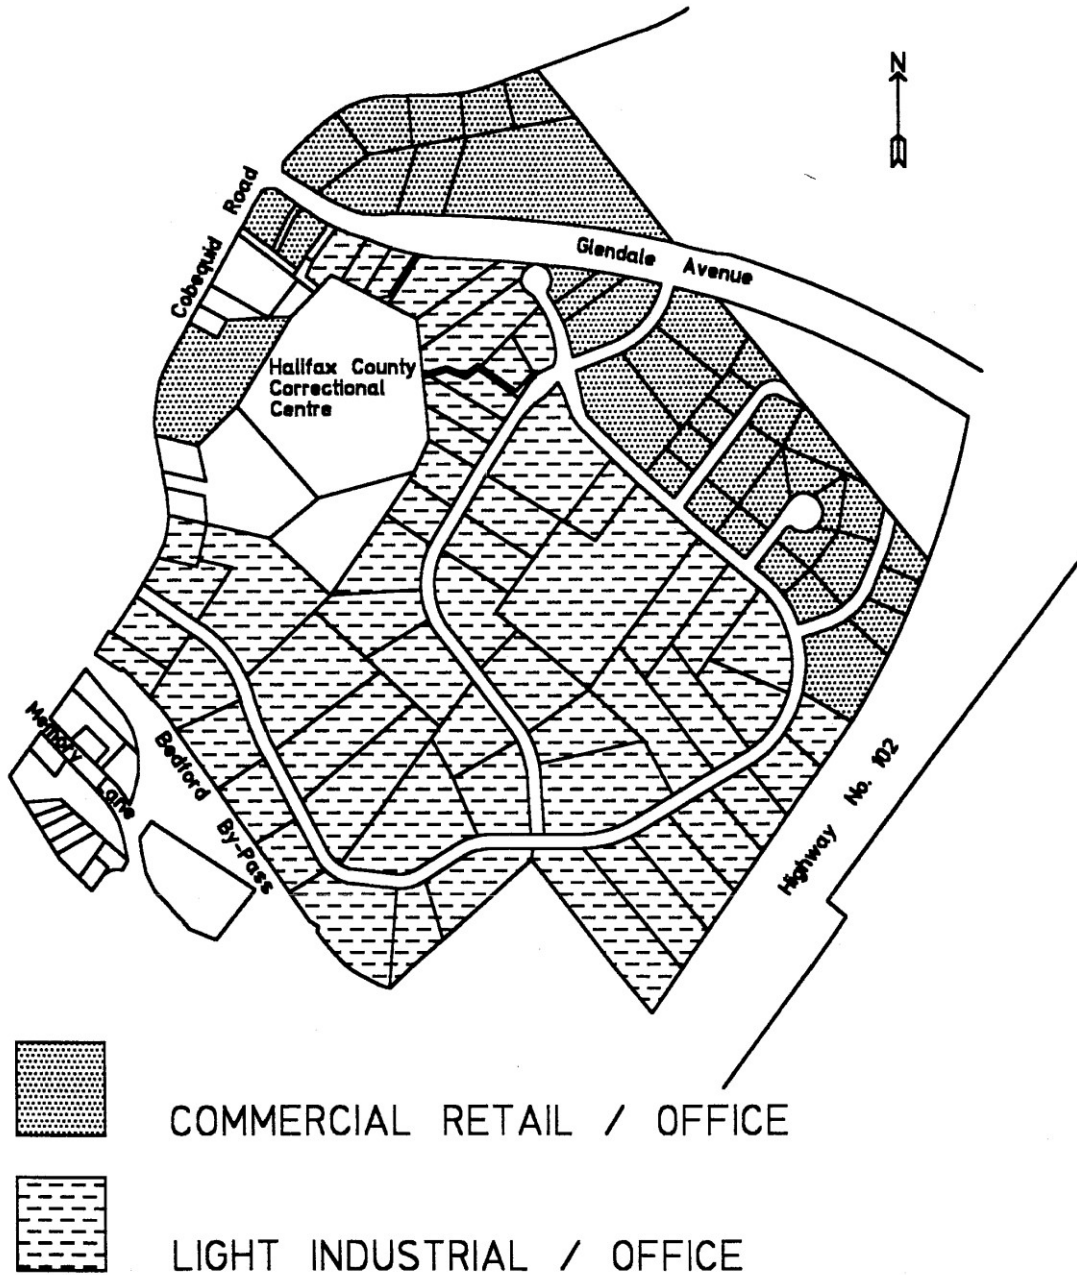 N
Cobequid Road
Glendale Avenue
Halifax County
Correctional
Centre
Memory Lane
Bedford By-Pass
Highway No. 102
COMMERCIAL RETAIL / OFFICE
LIGHT INDUSTRIAL / OFFICE